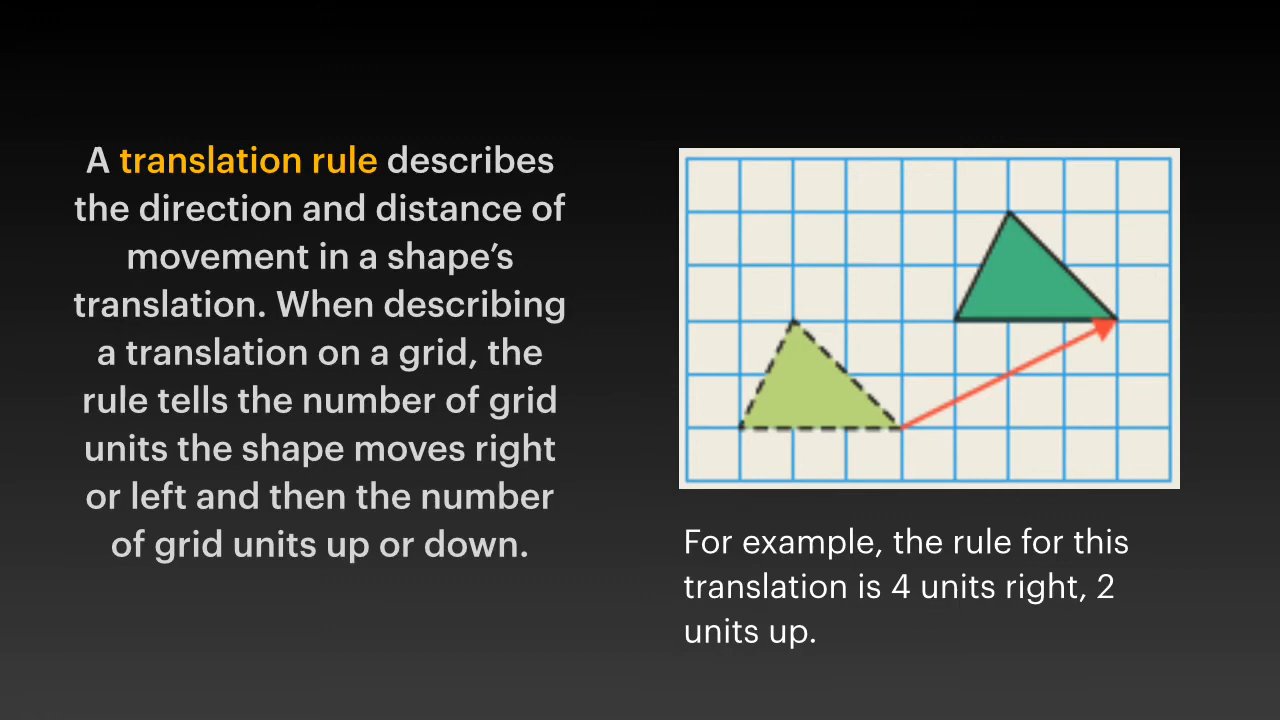 A translation rule describes
the direction and distance of
movement in a shape’s
translation. When describing
a translation on a grid, the
rule tells the number of grid
units the shape moves right
or left and then the number
of grid units up or down.
For example, the rule for this
translation is 4 units right, 2
units up.